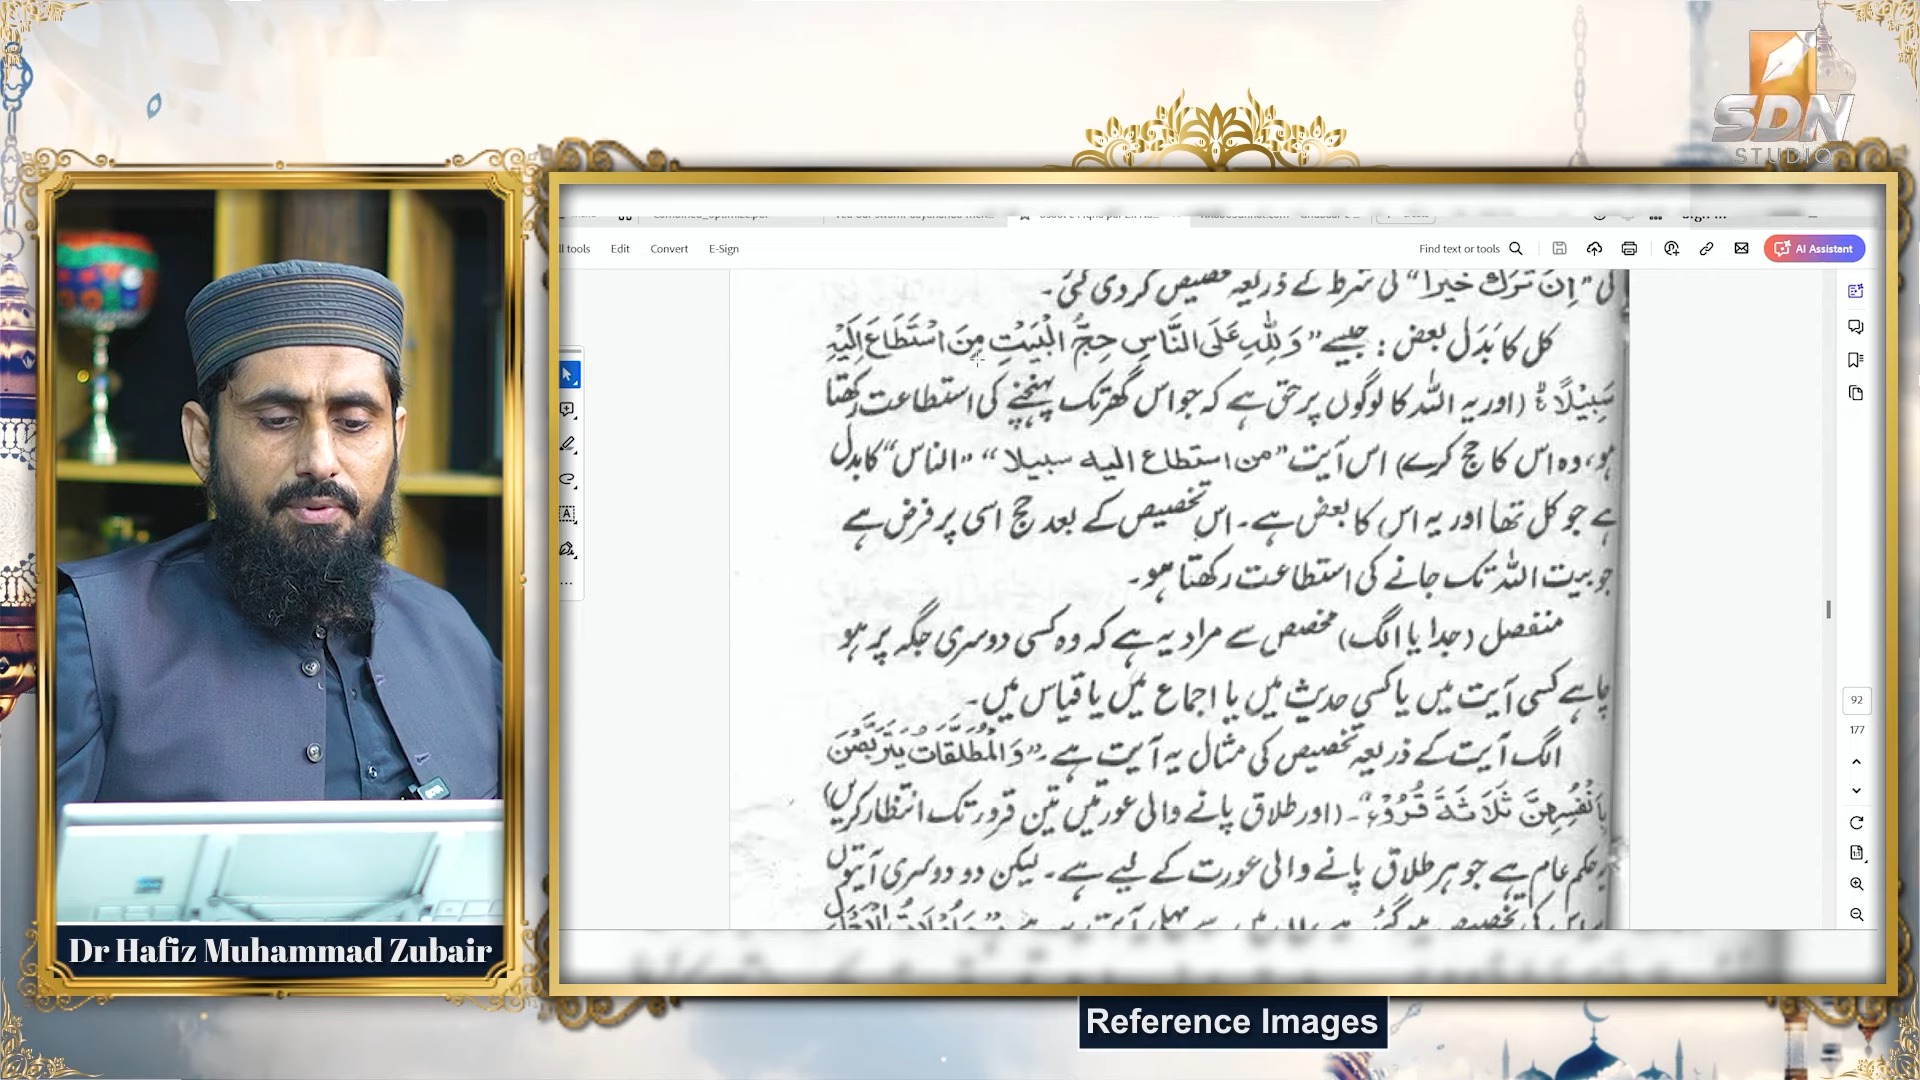 SDN
STUDIO
Sign in
ll tools
Edit
Convert
E-Sign
Find text or tools
AI Assistant
کی "اِنْ تَرَكَ خَيْرًا" کی شرط کے ذریعہ تخصیص کر دی گئی۔
کل کا بَدَل بعض : جیسے "وَلِلّٰهِ عَلَى النَّاسِ حِجُّ الْبَيْتِ مِنَ اسْتَطَاعَ اِلَيْهِ
سَبِيْلًا ۭ (اور یہ اللہ کا لوگوں پر حق ہے کہ جو اس گھر تک پہنچنے کی استطاعت رکھتا
ہو، وہ اس کا حج کرے) اس آیت "من استطاع اليه سبيلا" "الناس" کا بدل
ہے جو کل تھا اور یہ اس کا بعض ہے۔ اس تخصیص کے بعد حج اسی پر فرض ہے
جو بیت اللہ تک جانے کی استطاعت رکھتا ہو۔
منفصل (جدا یا الگ) مخصص سے مراد یہ ہے کہ وہ کسی دوسری جگہ پر ہو
چاہے کسی آیت میں یا کسی حدیث میں یا اجماع میں یا قیاس میں۔
الگ آیت کے ذریعہ تخصیص کی مثال یہ آیت ہے۔ "وَالْمُطَلَّقَاتُ يَتَرَبَّصْنَ
بِاَنْفُسِهِنَّ ثَلَاثَةَ قُرُوْءٍ"۔ (اور طلاق پانے والی عورتیں تین قروء تک انتظار کریں)
یہ حکم عام ہے جو ہر طلاق پانے والی عورت کے لیے ہے۔ لیکن دو دوسری آیتوں
92
177
Dr Hafiz Muhammad Zubair
Reference Images